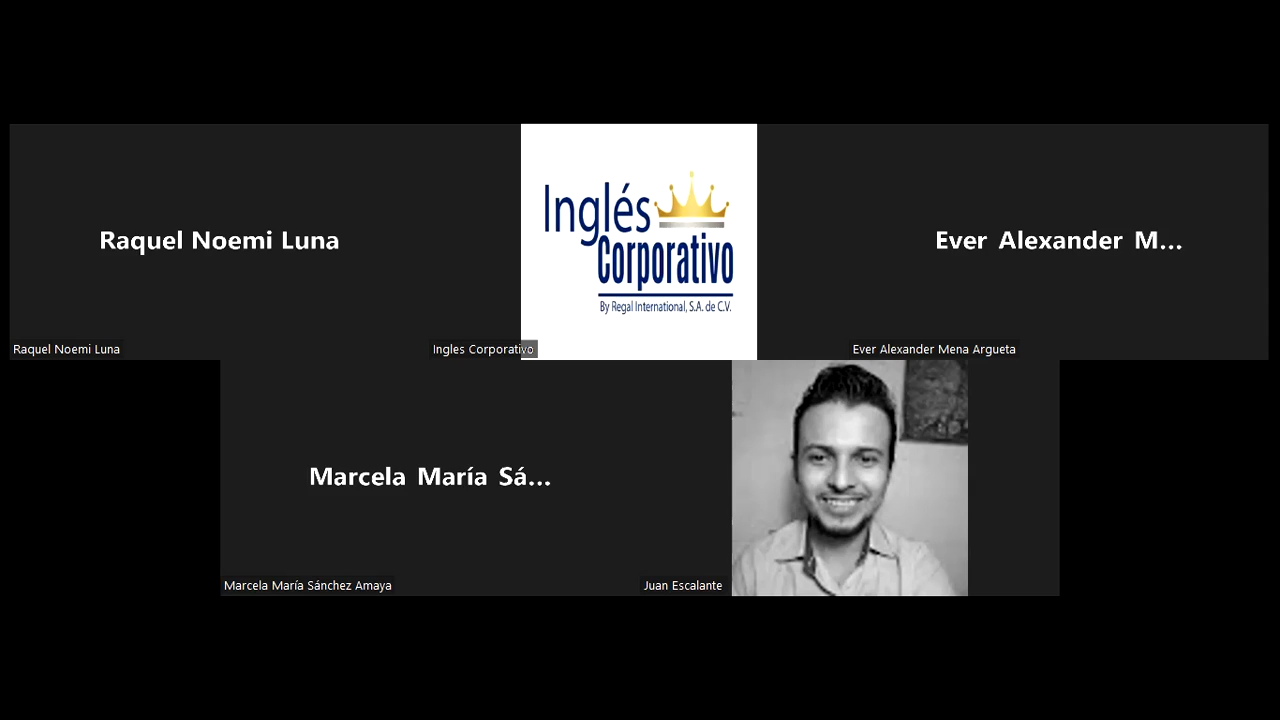 Raquel Noemi Luna
Raquel Noemi Luna
Inglés
Corporativo
By Regal International, S.A. de C.V.
Ingles Corporativo
Ever Alexander M...
Ever Alexander Mena Argueta
Marcela María Sá...
Marcela María Sánchez Amaya
Juan Escalante